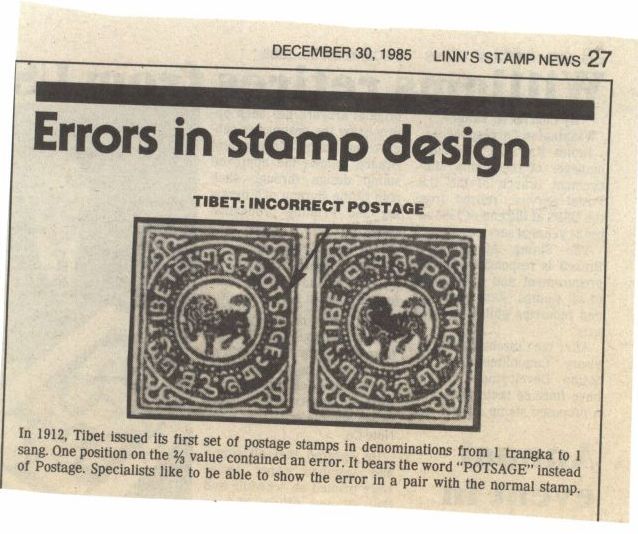 DECEMBER 30, 1985 LINN'S STAMP NEWS 27
Errors in stamp design
TIBET: INCORRECT POSTAGE
TIBET POTSAGE
TIBET POSTAGE
In 1912, Tibet issued its first set of postage stamps in denominations from 1 trangka to 1
sang. One position on the ⅔ value contained an error. It bears the word "POTSAGE" instead
of Postage. Specialists like to be able to show the error in a pair with the normal stamp.